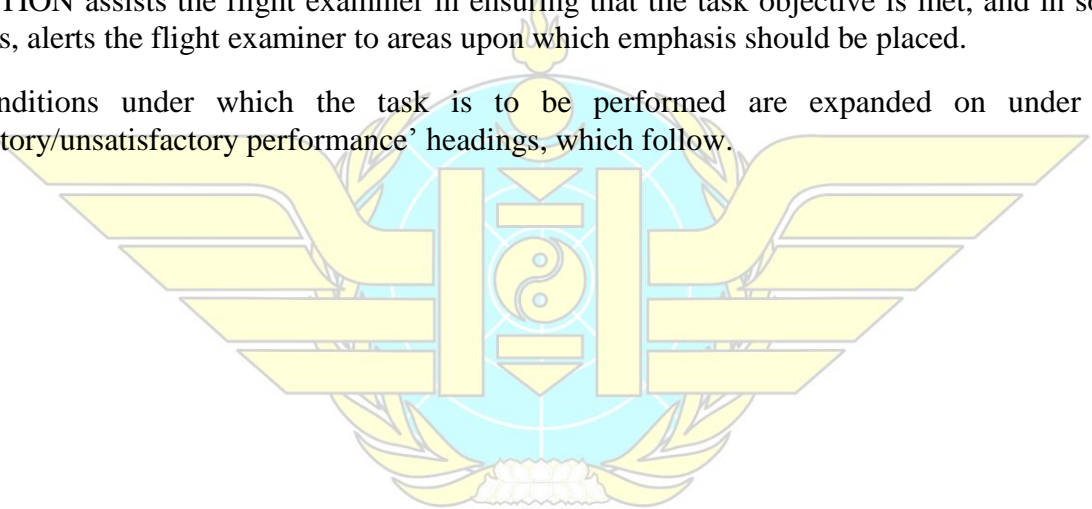 TION assists the flight examiner in ensuring that the task objective is met, and in so
s, alerts the flight examiner to areas upon which emphasis should be placed.
nditions under which the task is to be performed are expanded on under
tory/unsatisfactory performance’ headings, which follow.